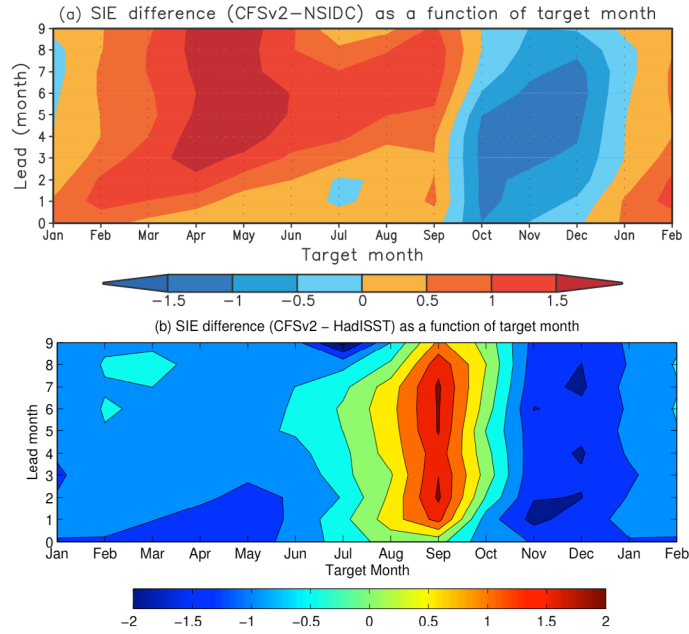 (a) SIE difference (CFSv2−NSIDC) as a function of target month
9
8
7
6
5
4
3
2
1
0
Lead (month)
Jan Feb Mar Apr May Jun Jul Aug Sep Oct Nov Dec Jan Feb
Target month
−1.5 −1 −0.5 0 0.5 1 1.5
(b) SIE difference (CFSv2 − HadISST) as a function of target month
9
8
7
6
5
4
3
2
1
0
Lead month
Jan Feb Mar Apr May Jun Jul Aug Sep Oct Nov Dec Jan Feb
Target Month
−2 −1.5 −1 −0.5 0 0.5 1 1.5 2